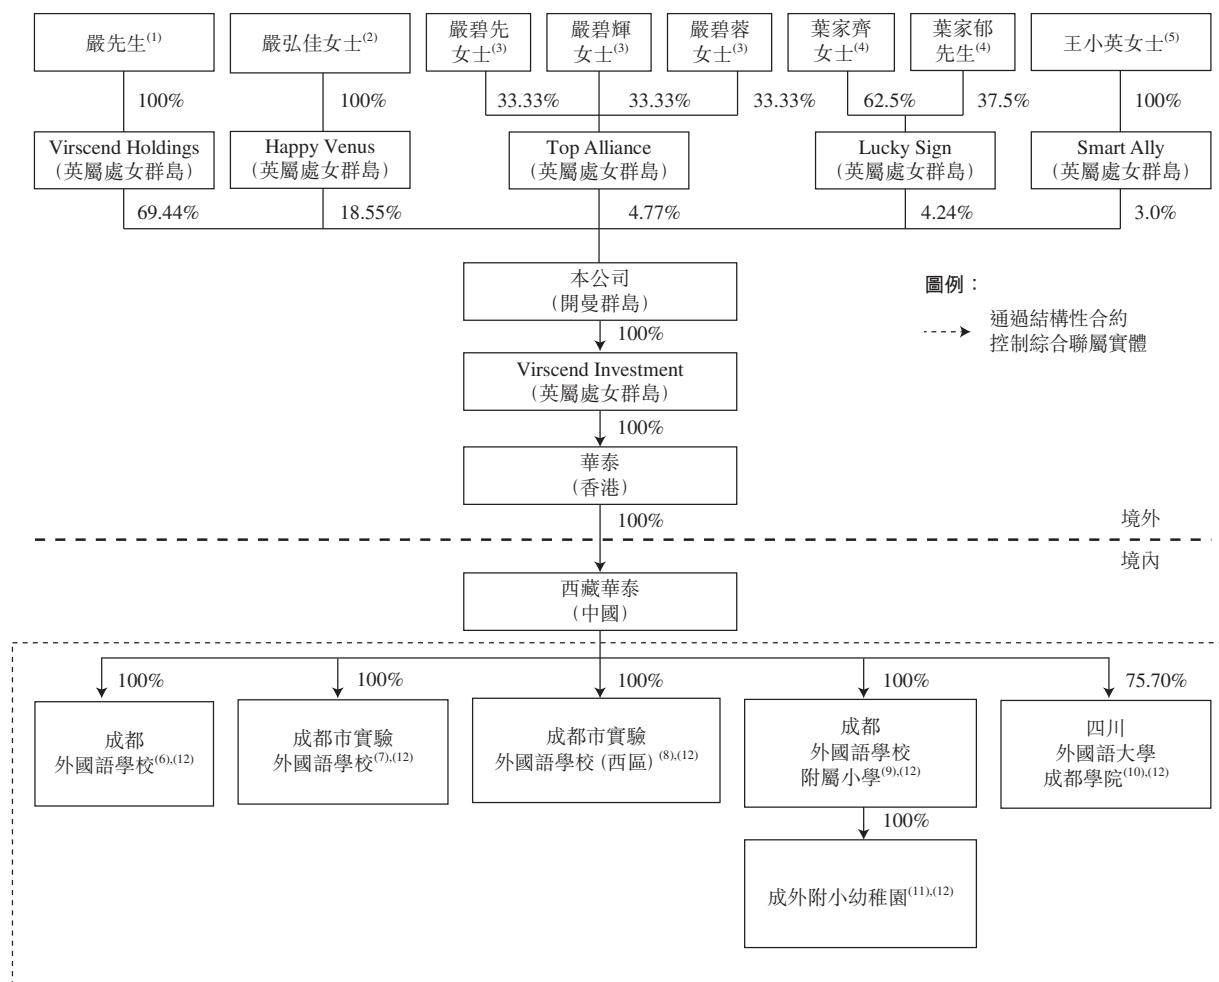 嚴先生(1)
嚴弘佳女士(2)
嚴碧先
女士(3)
嚴碧輝
女士(3)
嚴碧蓉
女士(3)
葉家齊
女士(4)
葉家郁
先生(4)
王小英女士(5)
100%
100%
33.33%
33.33%
33.33%
62.5%
37.5%
100%
Virscend Holdings
(英屬處女群島)
Happy Venus
(英屬處女群島)
Top Alliance
(英屬處女群島)
Lucky Sign
(英屬處女群島)
Smart Ally
(英屬處女群島)
69.44%
18.55%
4.77%
4.24%
3.0%
本公司
(開曼群島)
圖例：
通過結構性合約
控制綜合聯屬實體
100%
Virscend Investment
(英屬處女群島)
100%
華泰
(香港)
100%
境外
境內
西藏華泰
(中國)
100%
100%
100%
100%
75.70%
成都
外國語學校(6),(12)
成都市實驗
外國語學校(7),(12)
成都市實驗
外國語學校(西區)(8),(12)
成都
外國語學校
附屬小學(9),(12)
四川
外國語大學
成都學院(10),(12)
100%
成外附小幼稚園(11),(12)